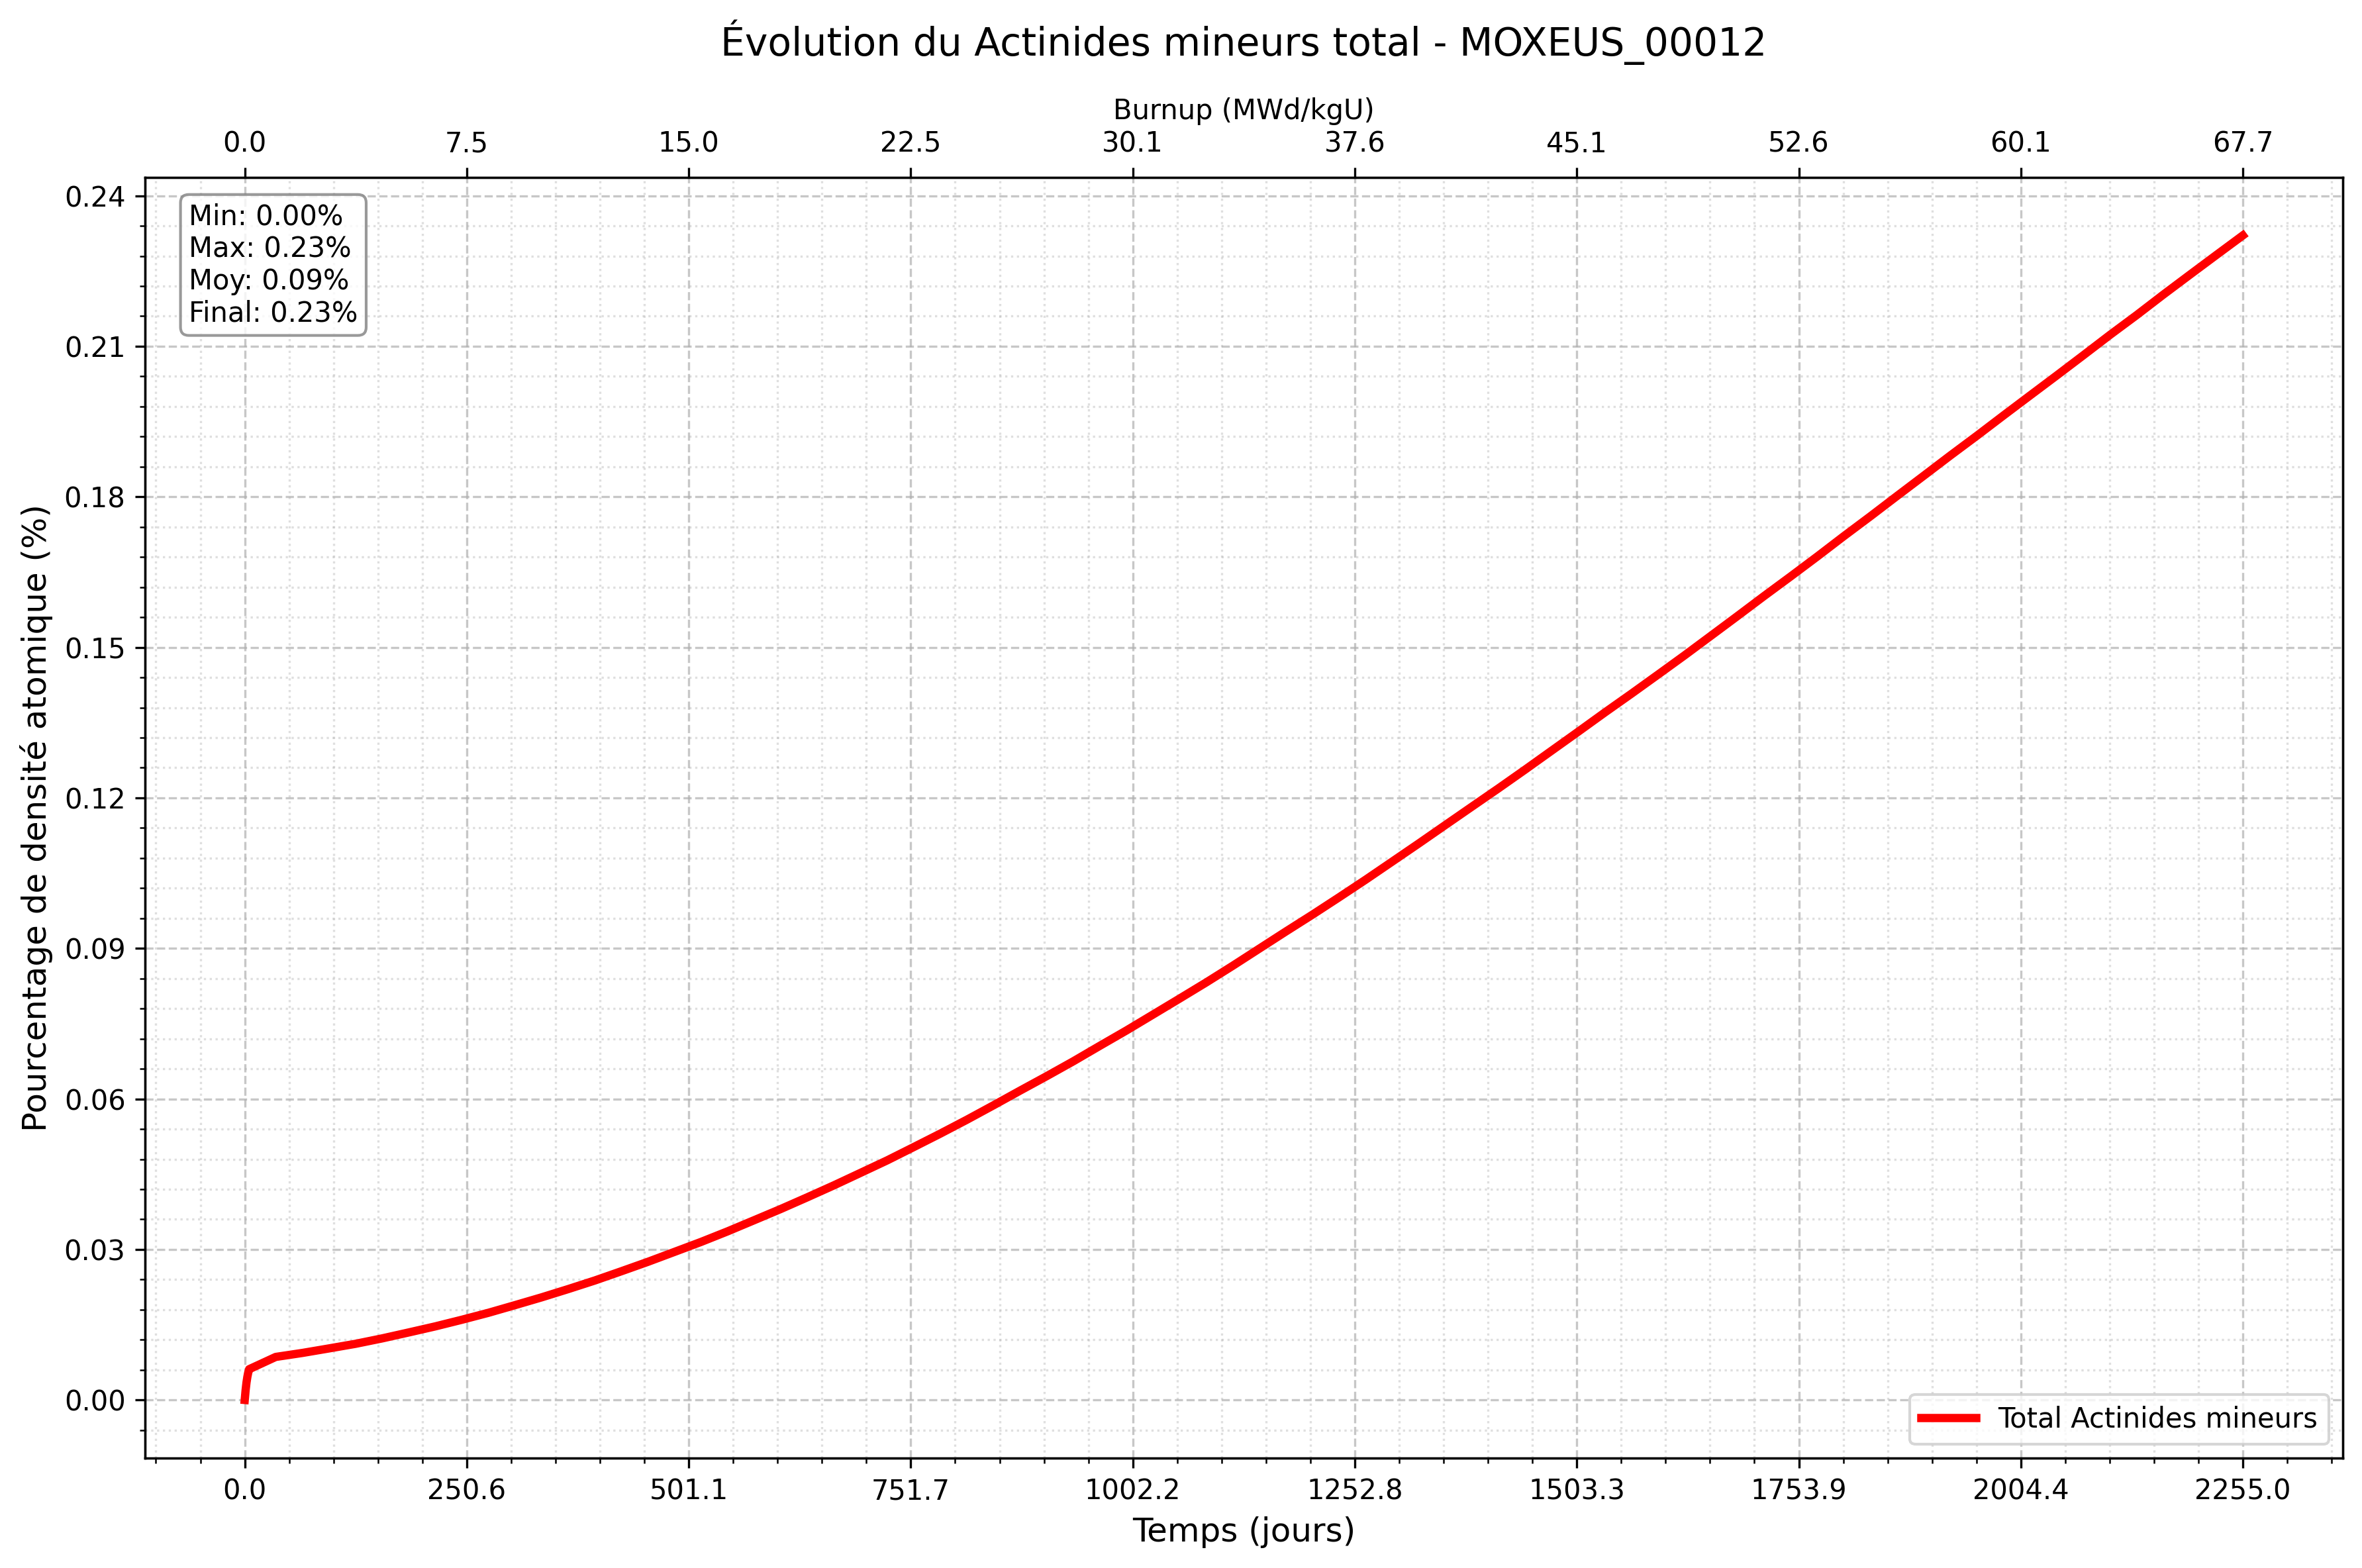 Évolution du Actinides mineurs total - MOXEUS_00012
Burnup (MWd/kgU)
0.0 7.5 15.0 22.5 30.1 37.6 45.1 52.6 60.1 67.7
Min: 0.00%
Max: 0.23%
Moy: 0.09%
Final: 0.23%
Pourcentage de densité atomique (%)
0.24
0.21
0.18
0.15
0.12
0.09
0.06
0.03
0.00
Total Actinides mineurs
0.0 250.6 501.1 751.7 1002.2 1252.8 1503.3 1753.9 2004.4 2255.0
Temps (jours)